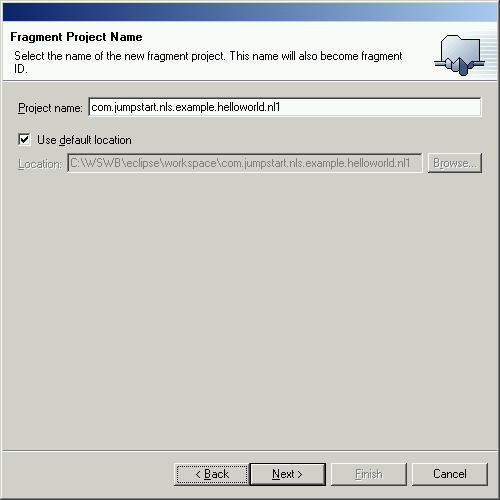 Fragment Project Name
Select the name of the new fragment project. This name will also become fragment
ID.
Project name: com.jumpstart.nls.example.helloworld.nl1
Use default location
Location: C:\WSWB\eclipse\workspace\com.jumpstart.nls.example.helloworld.nl1 Browse...
< Back Next > Finish Cancel